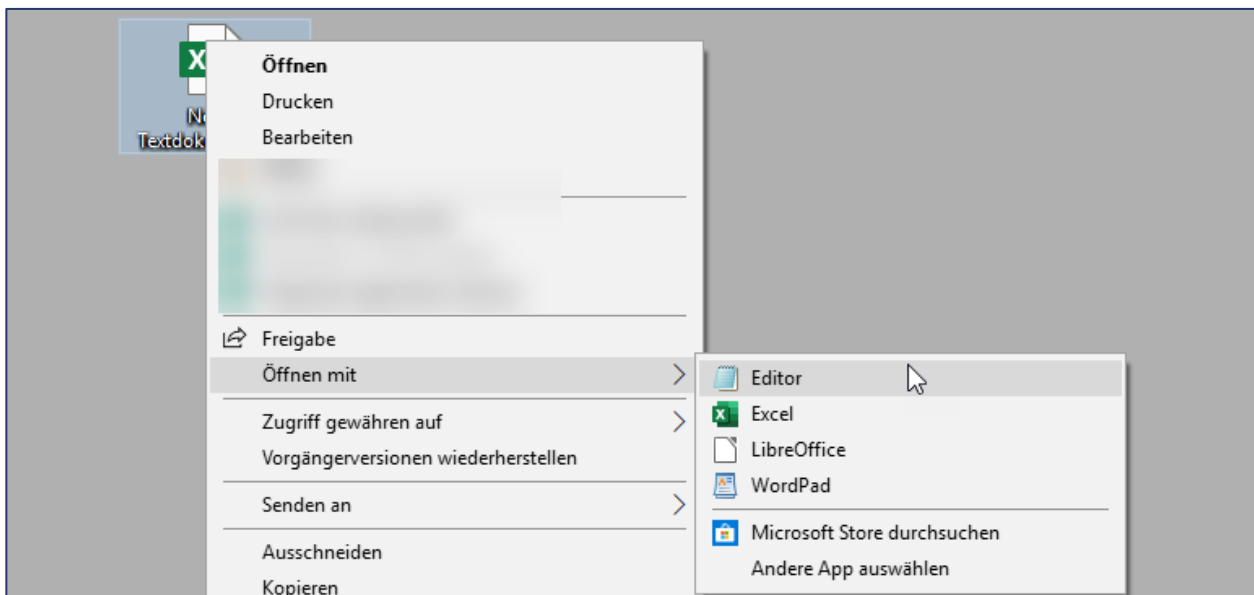 Textdok
Öffnen
Drucken
Bearbeiten
Freigabe
Öffnen mit
Zugriff gewähren auf
Vorgängerversionen wiederherstellen
Senden an
Ausschneiden
Kopieren
Editor
Excel
LibreOffice
WordPad
Microsoft Store durchsuchen
Andere App auswählen